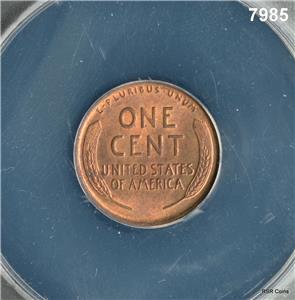 7985
E·PLURIBUS·UNUM
ONE
CENT
UNITED STATES
OF AMERICA
RSR Coins